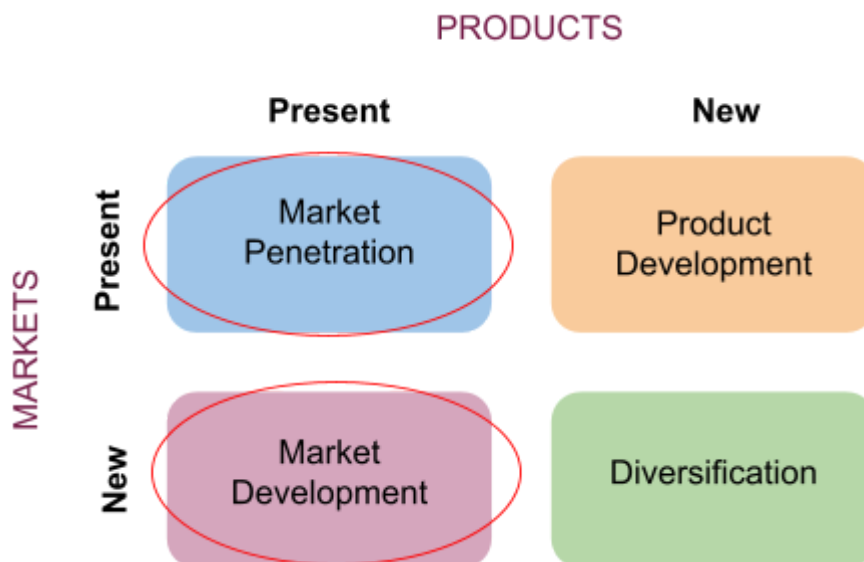 PRODUCTS
Present
New
MARKETS
Present
Market
Penetration
Product
Development
New
Market
Development
Diversification